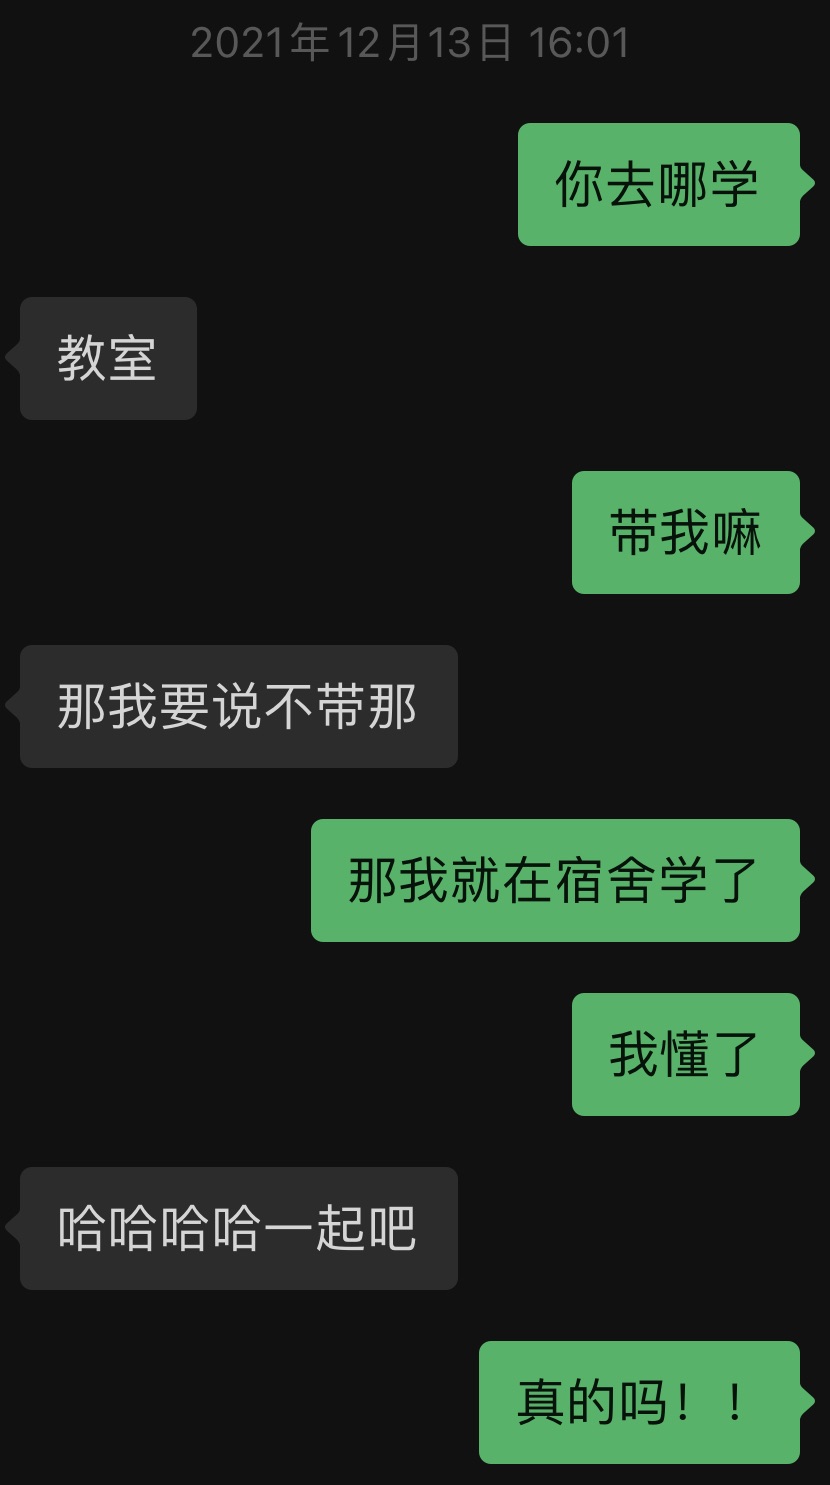 2021年12月13日 16:01
你去哪学
教室
带我嘛
那我要说不带那
那我就在宿舍学了
我懂了
哈哈哈哈一起吧
真的吗！！